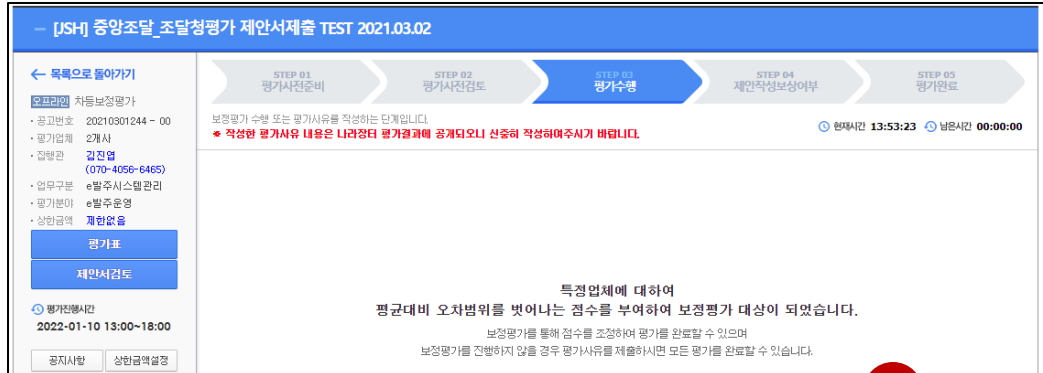 – [JSH] 중앙조달_조달청평가 제안서제출 TEST 2021.03.02
← 목록으로 돌아가기
오프라인 차등보정평가
· 공고번호 20210301244 – 00
· 평가업체 2개사
· 집행관 김진엽
(070-4056-6465)
· 업무구분 e발주시스템관리
· 평가분야 e발주운영
· 상한금액 제한없음
평가표
제안서검토
평가진행시간
2022-01-10 13:00~18:00
공지사항 상한금액설정
STEP 01
평가사전준비
STEP 02
평가사전검토
STEP 03
평가수행
STEP 04
제안작성보상여부
STEP 05
평가완료
보정평가 수행 또는 평가사유를 작성하는 단계입니다.
※ 작성한 평가사유 내용은 나라장터 평가결과에 공개되오니 신중히 작성하여주시기 바랍니다.
현재시간 13:53:23 남은시간 00:00:00
특정업체에 대하여
평균대비 오차범위를 벗어나는 점수를 부여하여 보정평가 대상이 되었습니다.
보정평가를 통해 점수를 조정하여 평가를 완료할 수 있으며
보정평가를 진행하지 않을 경우 평가사유를 제출하시면 모든 평가를 완료할 수 있습니다.